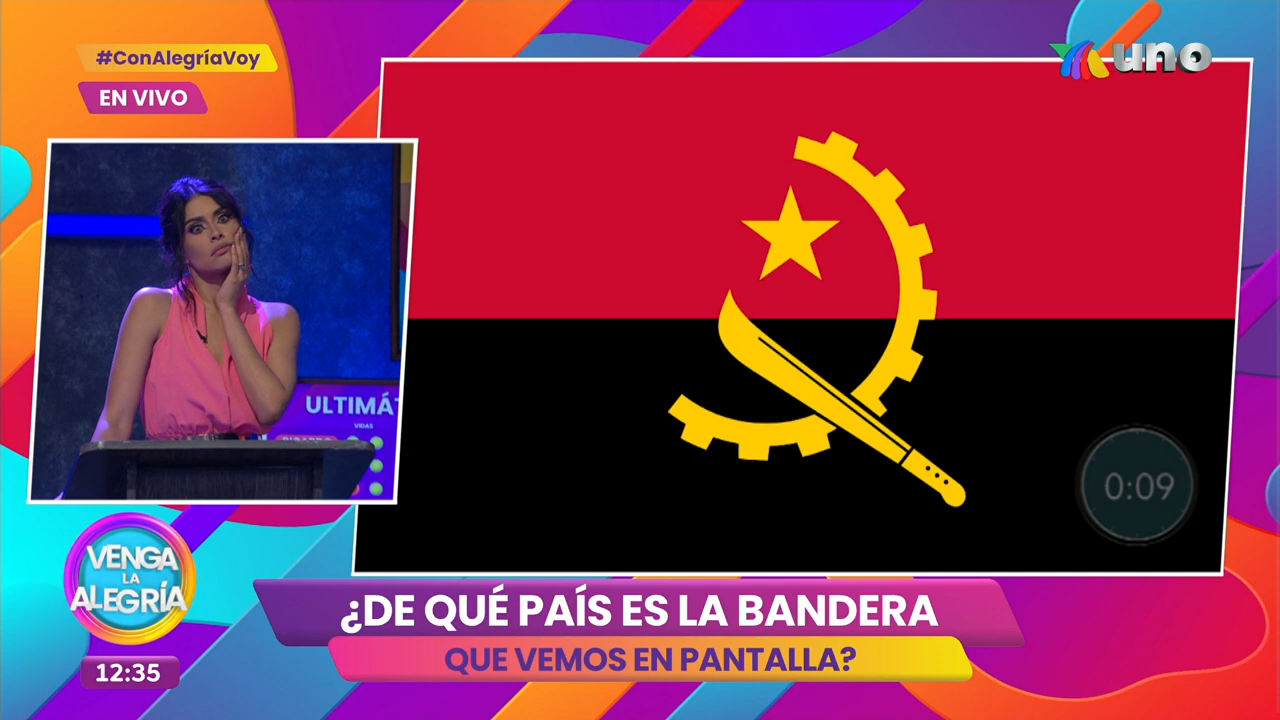 #ConAlegríaVoy
EN VIVO
uno
ULTIMÁT
VIDAS
0:09
VENGA
LA
ALEGRÍA
¿DE QUÉ PAÍS ES LA BANDERA
QUE VEMOS EN PANTALLA?
12:35